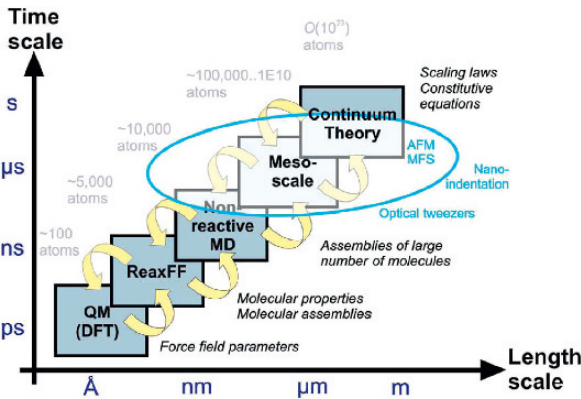 Time
scale
O(10²³)
atoms
~100,000..1E10
atoms
Scaling laws
Constitutive
equations
s
Continuum
Theory
~10,000
atoms
AFM
MFS
µs
Meso-
scale
Nano-
indentation
~5,000
atoms
Optical tweezers
Non-
reactive
MD
~100
atoms
ns
Assemblies of large
number of molecules
ReaxFF
Molecular properties
Molecular assemblies
QM
(DFT)
ps
Force field parameters
Å
nm
µm
m
Length
scale